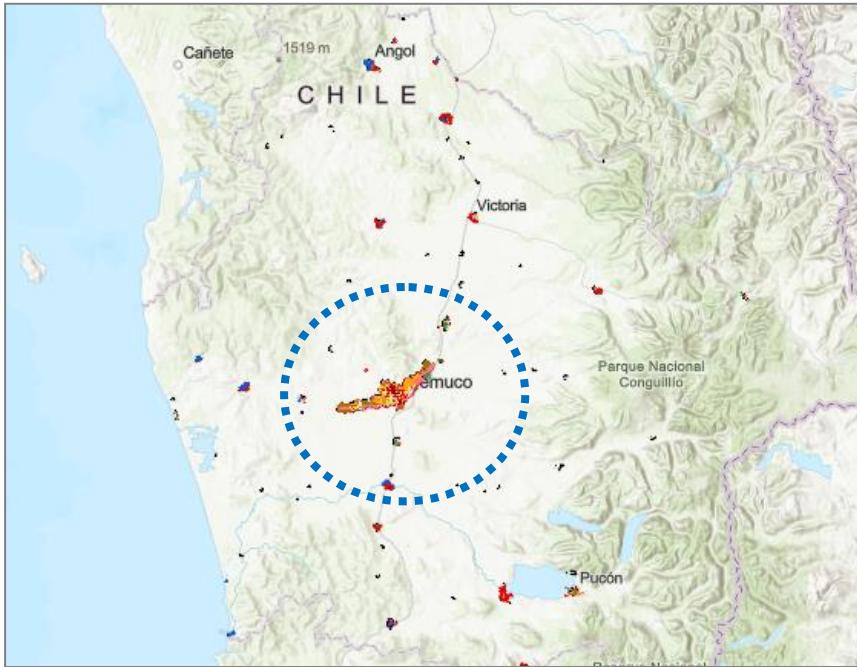 Cañete
1519 m
Angol
CHILE
Victoria
Parque Nacional
Conguillío
emuco
Pucón